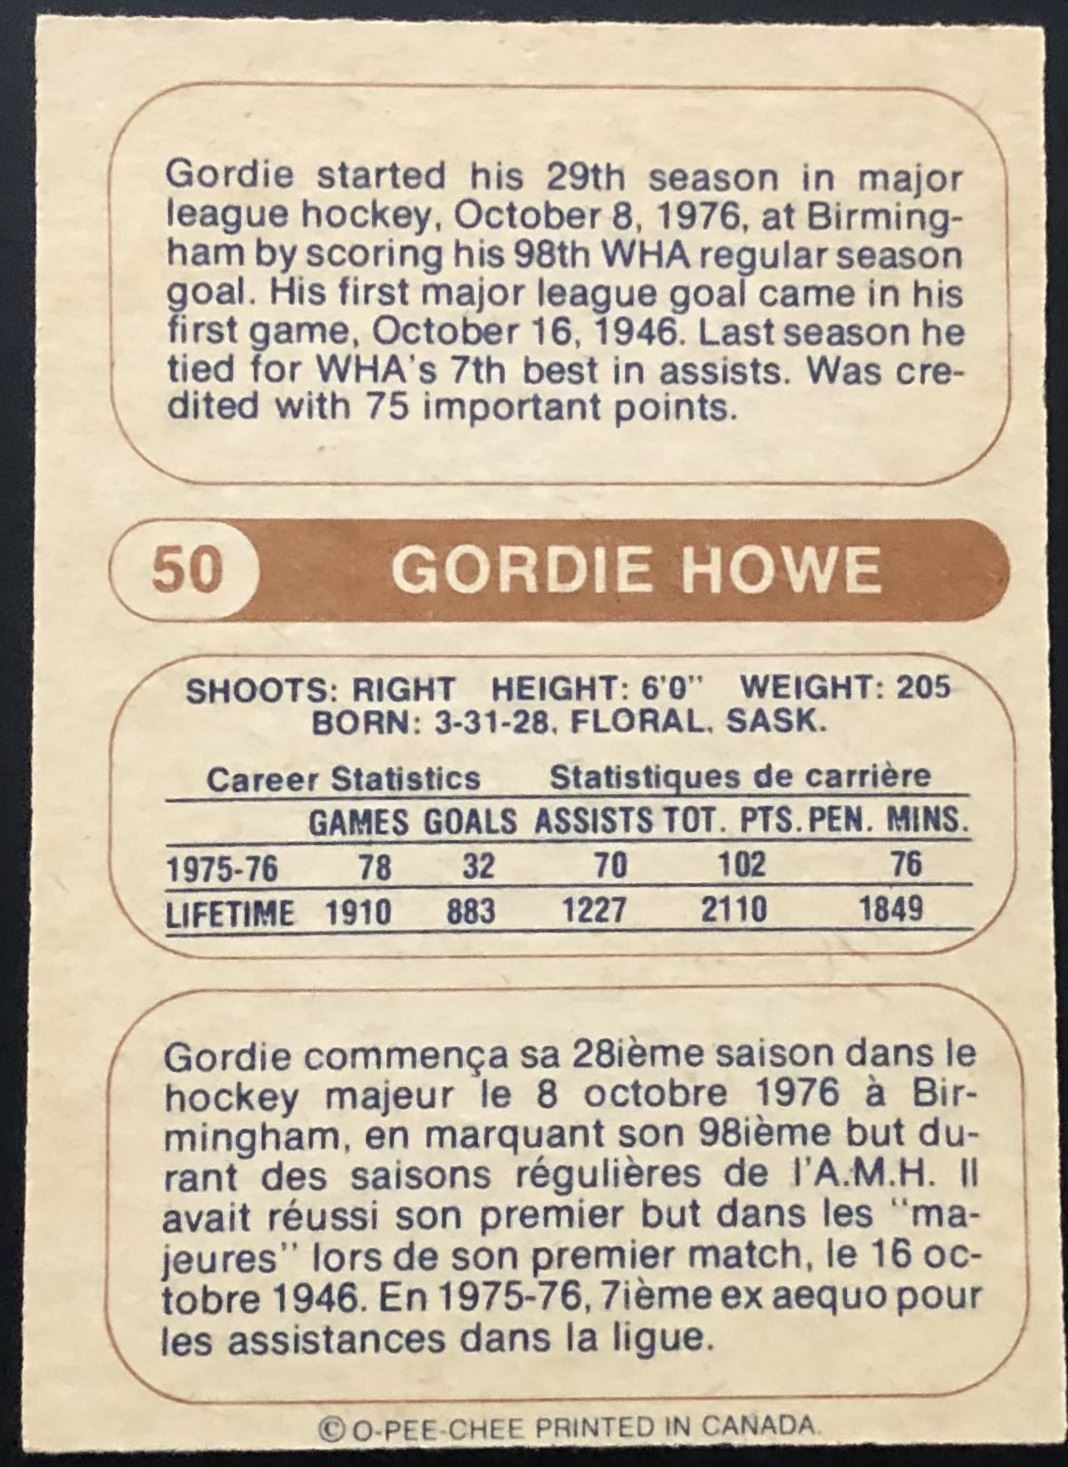 Gordie started his 29th season in major
league hockey, October 8, 1976, at Birming-
ham by scoring his 98th WHA regular season
goal. His first major league goal came in his
first game, October 16, 1946. Last season he
tied for WHA's 7th best in assists. Was cre-
dited with 75 important points.
50 GORDIE HOWE
SHOOTS: RIGHT HEIGHT: 6'0" WEIGHT: 205
BORN: 3-31-28, FLORAL, SASK.
Career Statistics Statistiques de carrière
GAMES GOALS ASSISTS TOT. PTS. PEN. MINS.
1975-76 78 32 70 102 76
LIFETIME 1910 883 1227 2110 1849
Gordie commença sa 28ième saison dans le
hockey majeur le 8 octobre 1976 à Bir-
mingham, en marquant son 98ième but du-
rant des saisons régulières de l'A.M.H. Il
avait réussi son premier but dans les "ma-
jeures" lors de son premier match, le 16 oc-
tobre 1946. En 1975-76, 7ième ex aequo pour
les assistances dans la ligue.
© O-PEE-CHEE PRINTED IN CANADA.